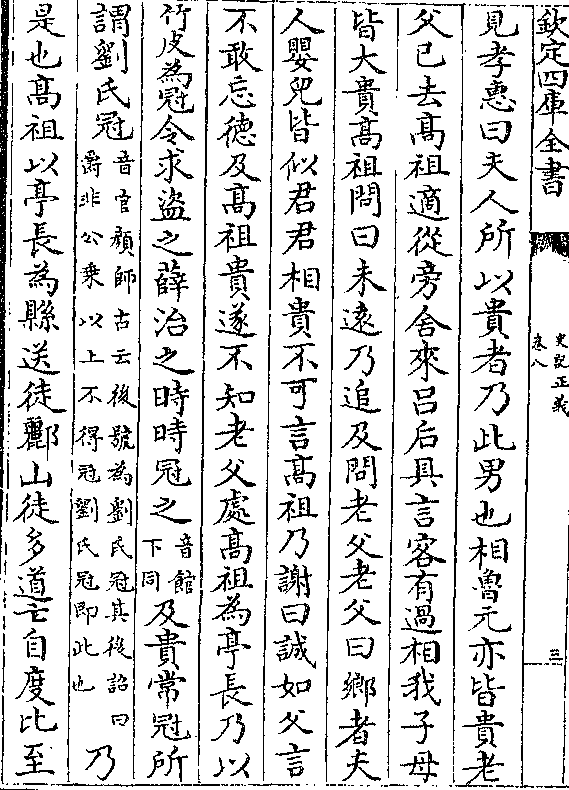 欽定四庫全書
史記正義
卷八
三
見孝惠曰夫人所以貴者乃此男也相魯元亦皆貴老
父已去高祖適從旁舍來呂后具言客有過相我子母
皆大貴高祖問曰未遠乃追及問老父老父曰鄉者夫
人嬰兒皆似君君相貴不可言高祖乃謝曰誠如父言
不敢忘德及高祖貴遂不知老父處高祖為亭長乃以
竹皮為冠令求盜之薛治之時時冠之音館下同及貴常冠所
謂劉氏冠音官顔師古云後號為劉氏冠其後詔曰爵非公乗以上不得冠劉氏冠即此也乃
是也高祖以亭長為縣送徒酈山徒多道亡自度比至